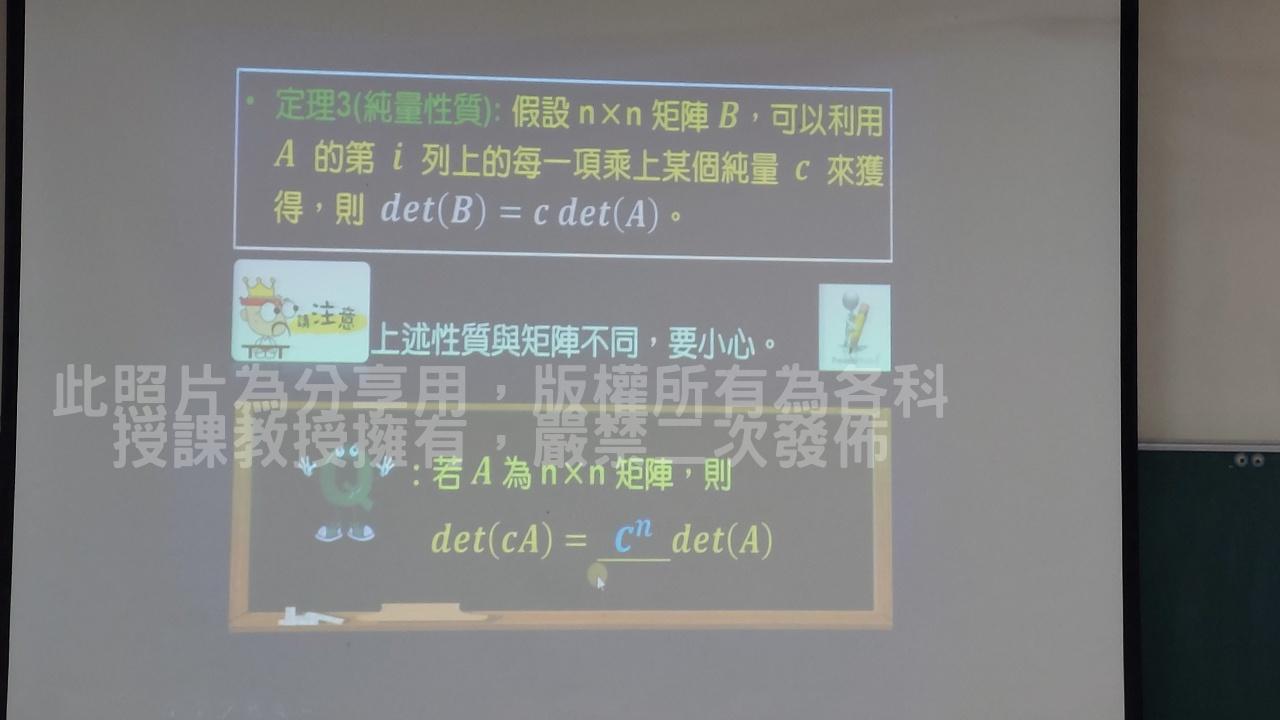 • 定理3(純量性質): 假設 n×n 矩陣 B，可以利用
A 的第 i 列上的每一項乘上某個純量 c 來獲
得，則 det(B) = c det(A)。
請注意
上述性質與矩陣不同，要小心。
此照片為分享用，版權所有為各科
授課教授擁有，嚴禁二次發佈
Q
: 若 A 為 n×n 矩陣，則
det(cA) = cⁿ det(A)